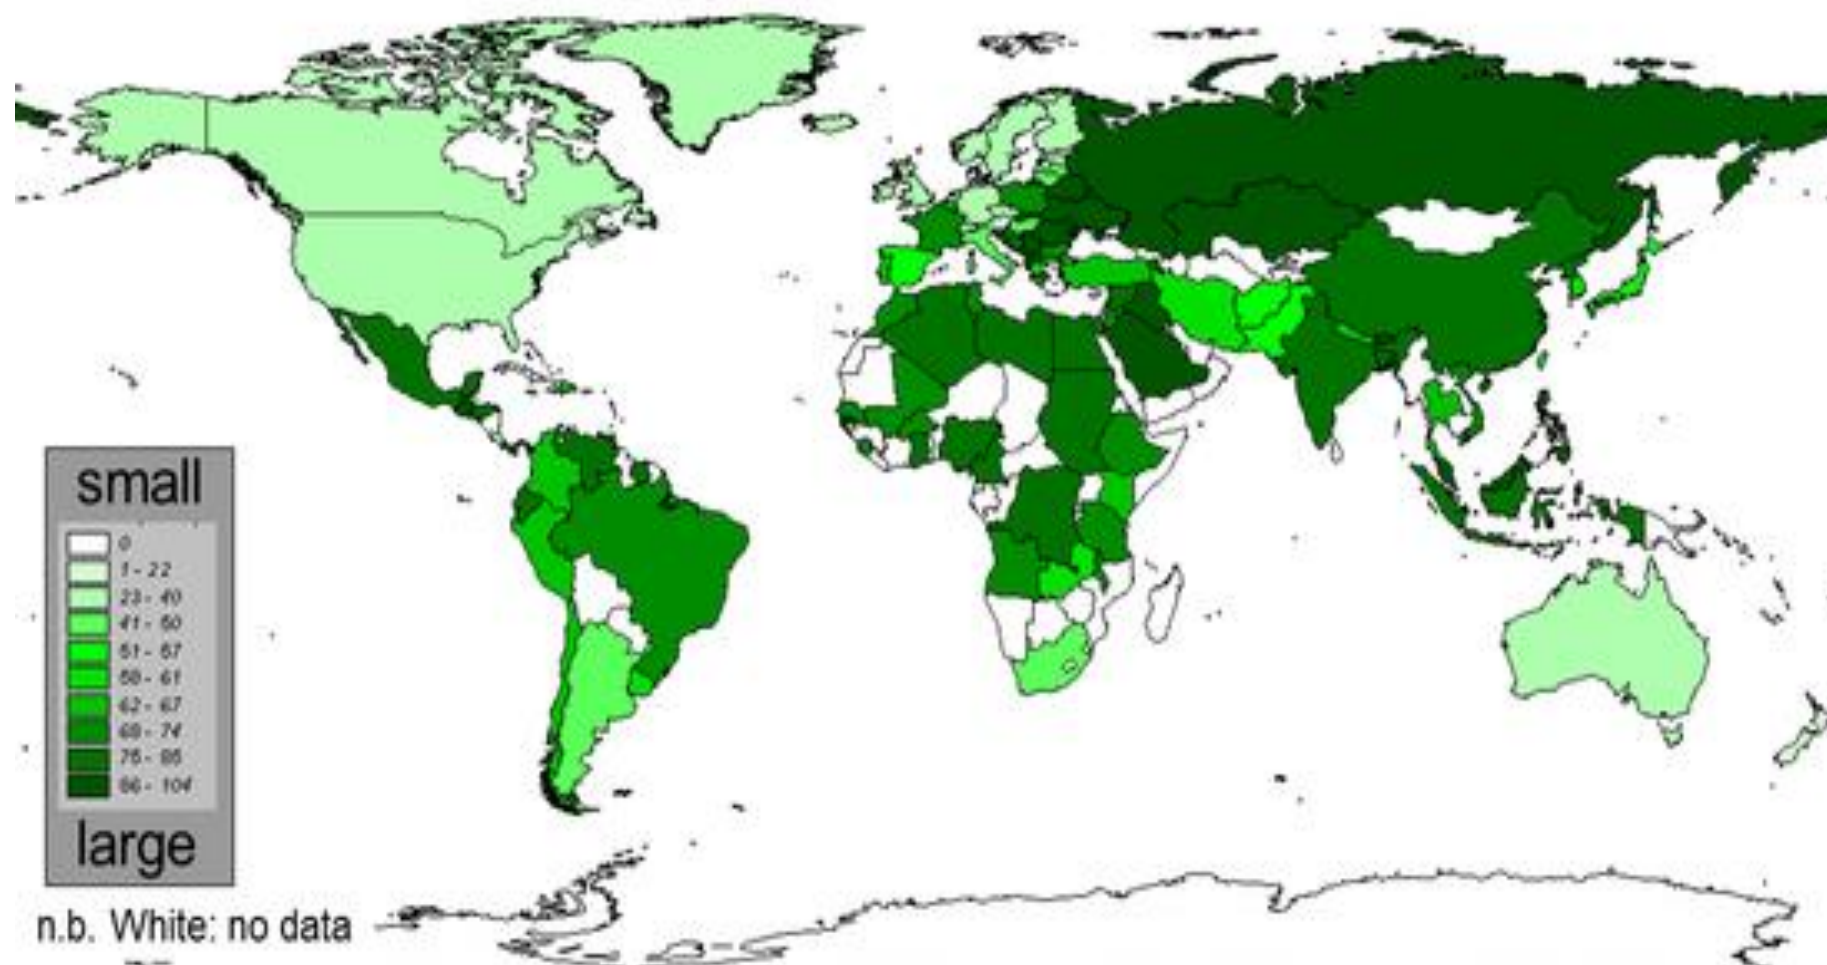 small
0
1 - 22
23 - 40
41 - 50
51 - 57
58 - 61
62 - 67
68 - 74
75 - 85
86 - 104
large
n.b. White: no data